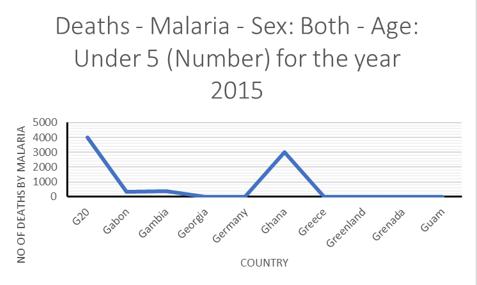 Deaths - Malaria - Sex: Both - Age:
Under 5 (Number) for the year
2015
NO OF DEATHS BY MALARIA
5000
4000
3000
2000
1000
0
G20
Gabon
Gambia
Georgia
Germany
Ghana
Greece
Greenland
Grenada
Guam
COUNTRY